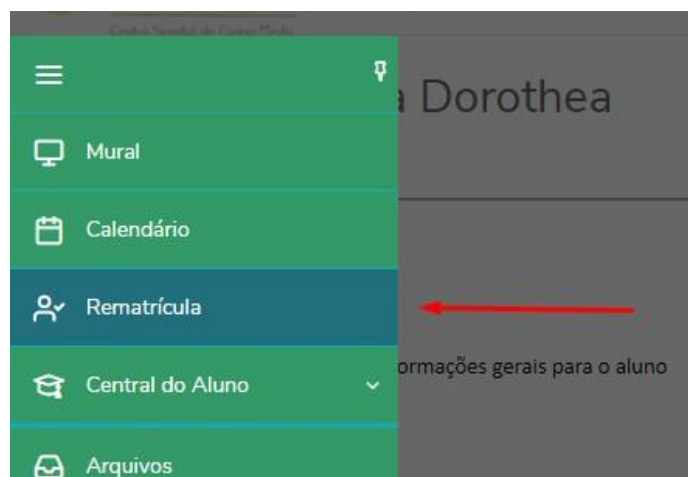 a Dorothea
Mural
Calendário
Rematrícula
Central do Aluno
ormações gerais para o aluno
Arquivos